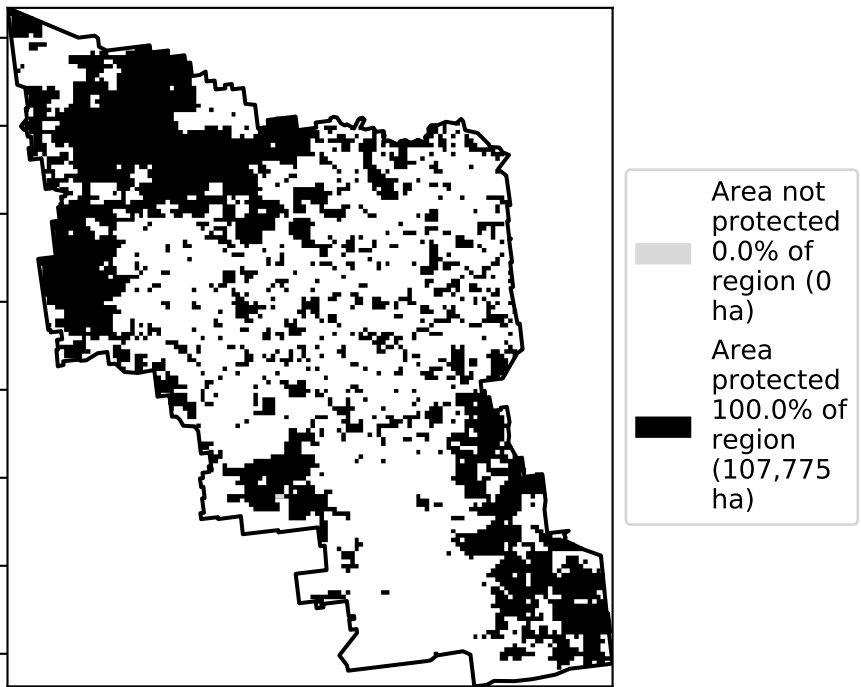 Area not
protected
0.0% of
region (0
ha)
Area
protected
100.0% of
region
(107,775
ha)